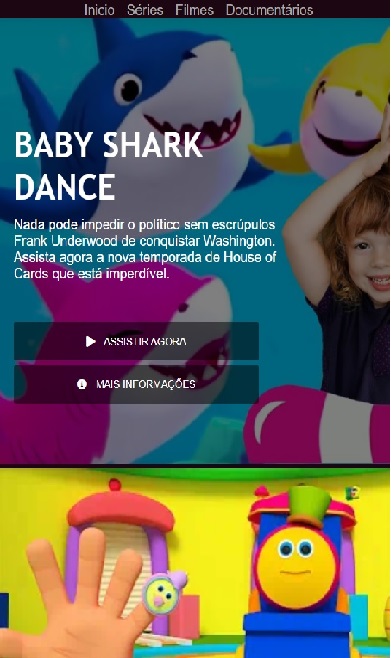 Inicio Séries Filmes Documentários
BABY SHARK
DANCE
Nada pode impedir o político sem escrúpulos
Frank Underwood de conquistar Washington.
Assista agora a nova temporada de House of
Cards que está imperdível.
ASSISTIR AGORA
MAIS INFORMAÇÕES